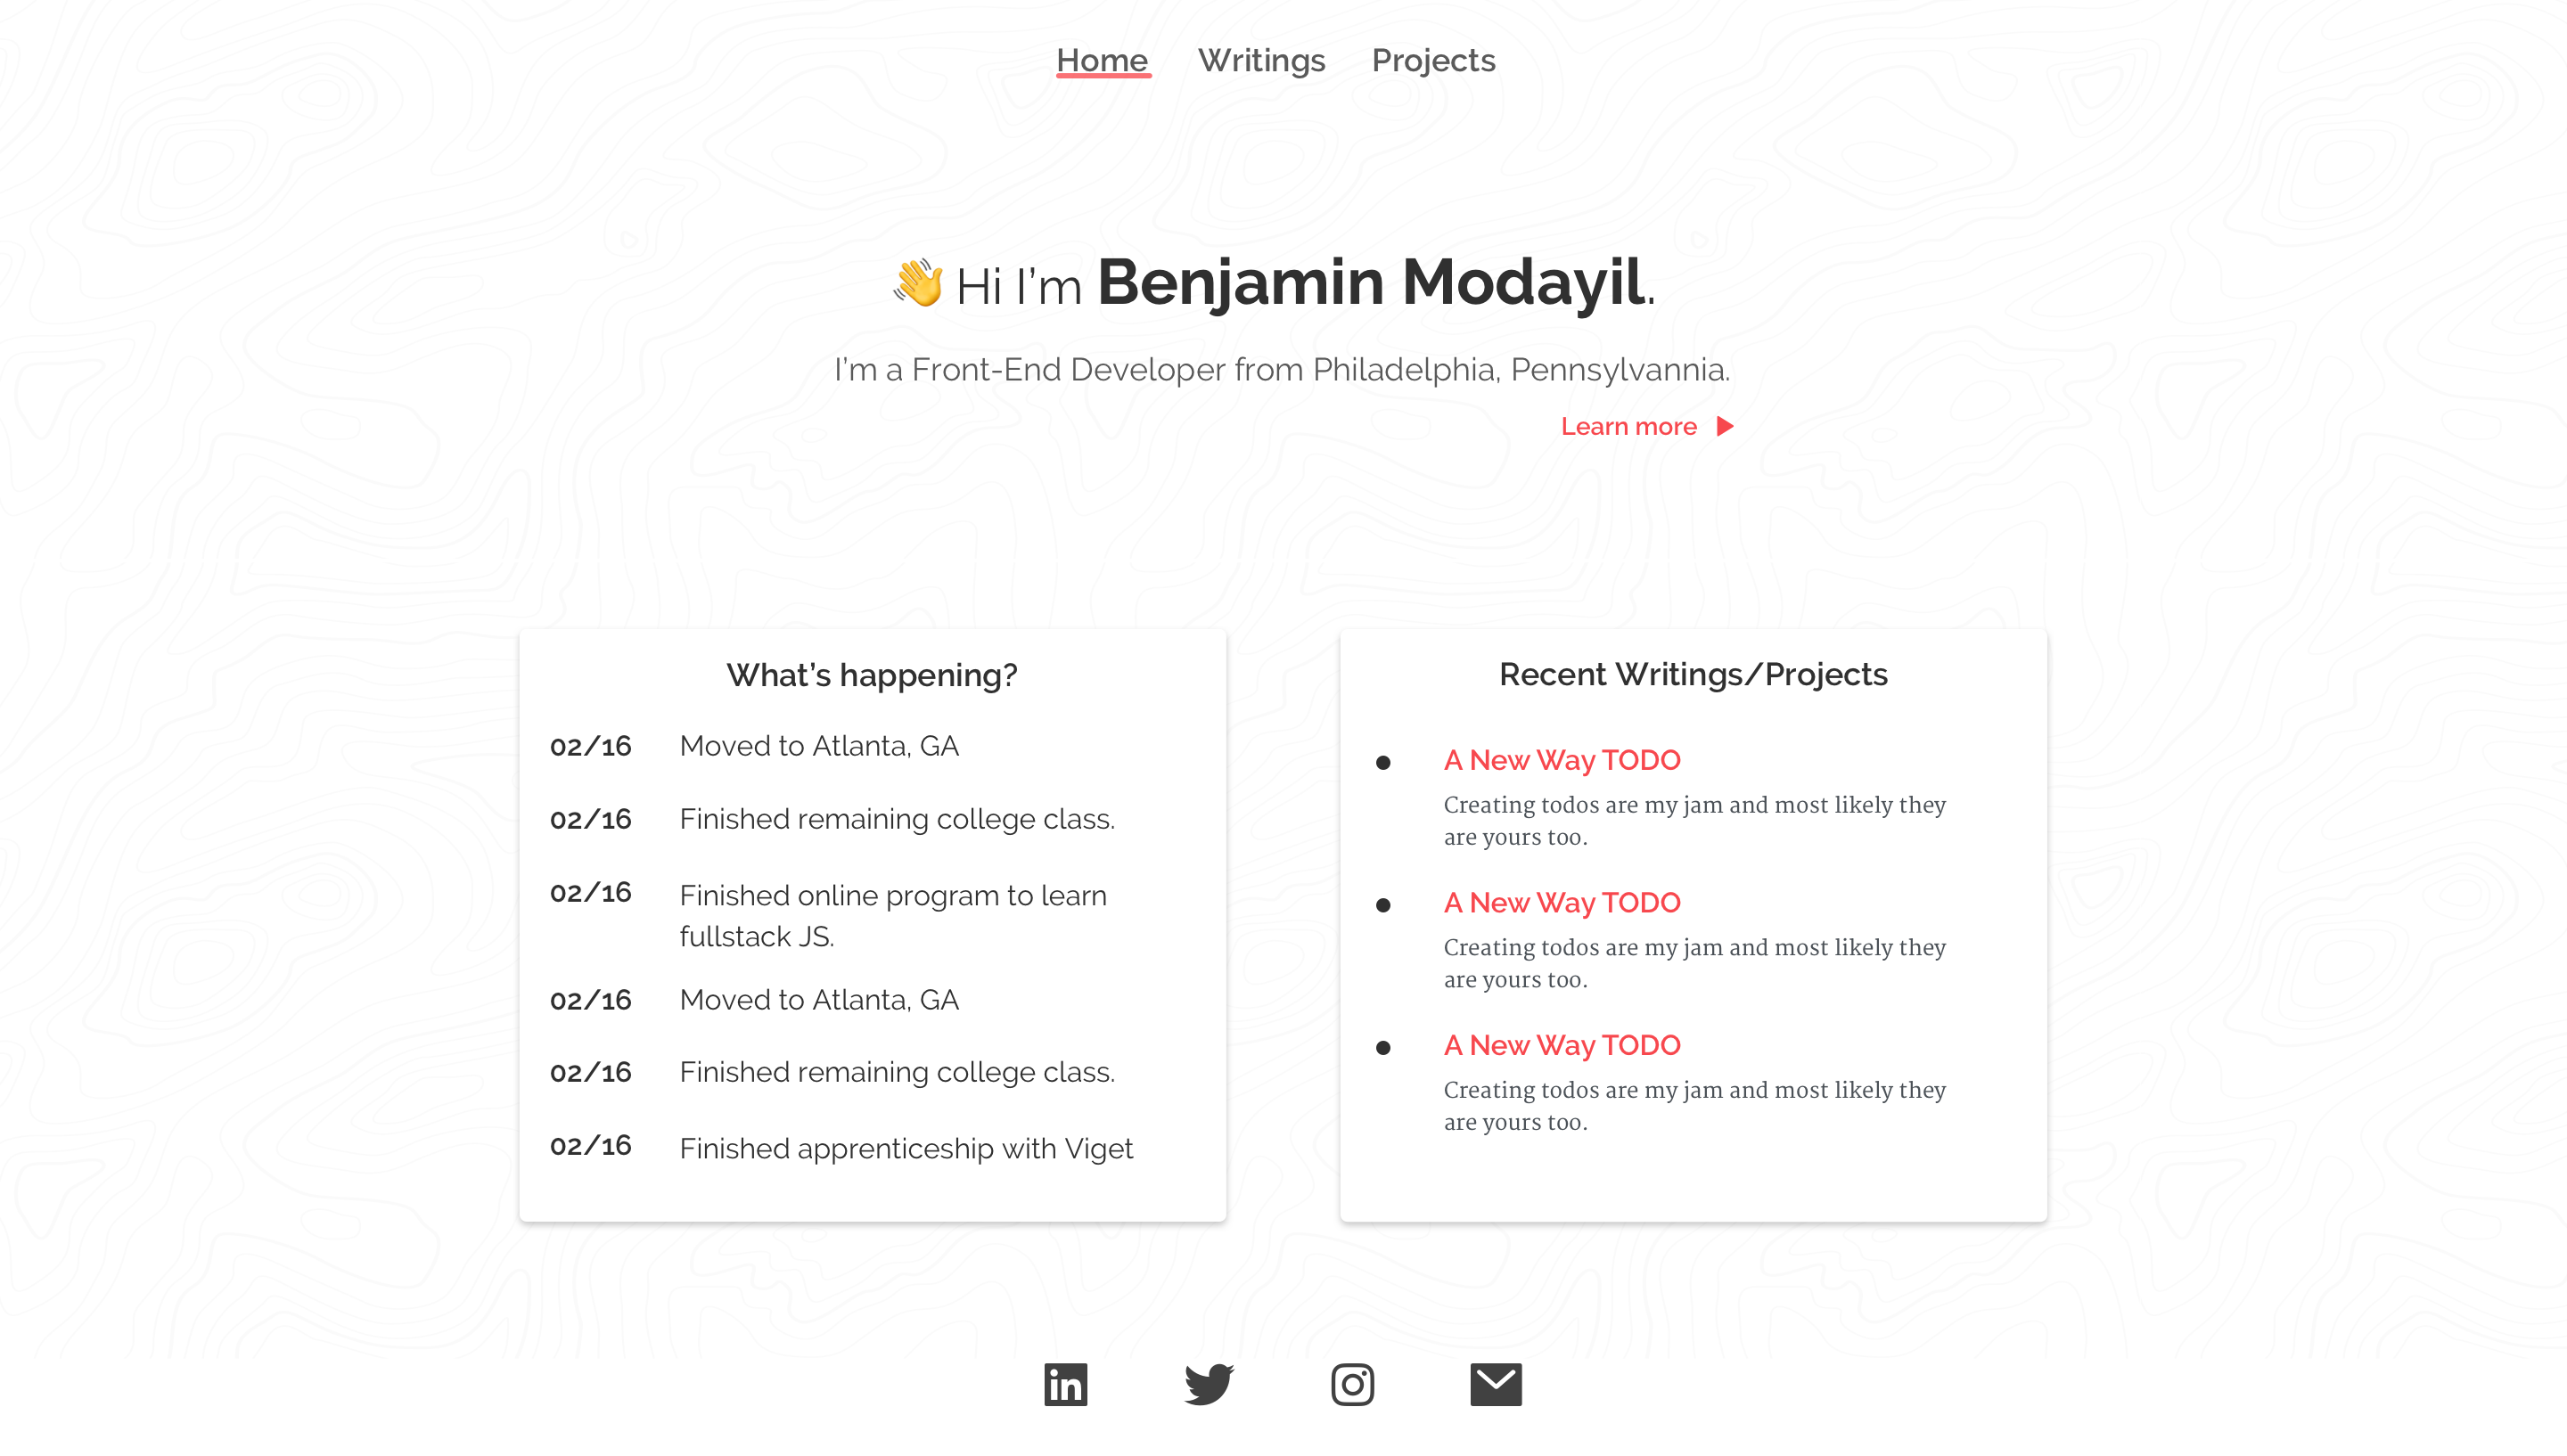 Home Writings Projects
👋 Hi I’m Benjamin Modayil.
I’m a Front-End Developer from Philadelphia, Pennsylvannia.
Learn more
What’s happening?
02/16 Moved to Atlanta, GA
02/16 Finished remaining college class.
02/16 Finished online program to learn
fullstack JS.
02/16 Moved to Atlanta, GA
02/16 Finished remaining college class.
02/16 Finished apprenticeship with Viget
Recent Writings/Projects
A New Way TODO
Creating todos are my jam and most likely they
are yours too.
A New Way TODO
Creating todos are my jam and most likely they
are yours too.
A New Way TODO
Creating todos are my jam and most likely they
are yours too.
in